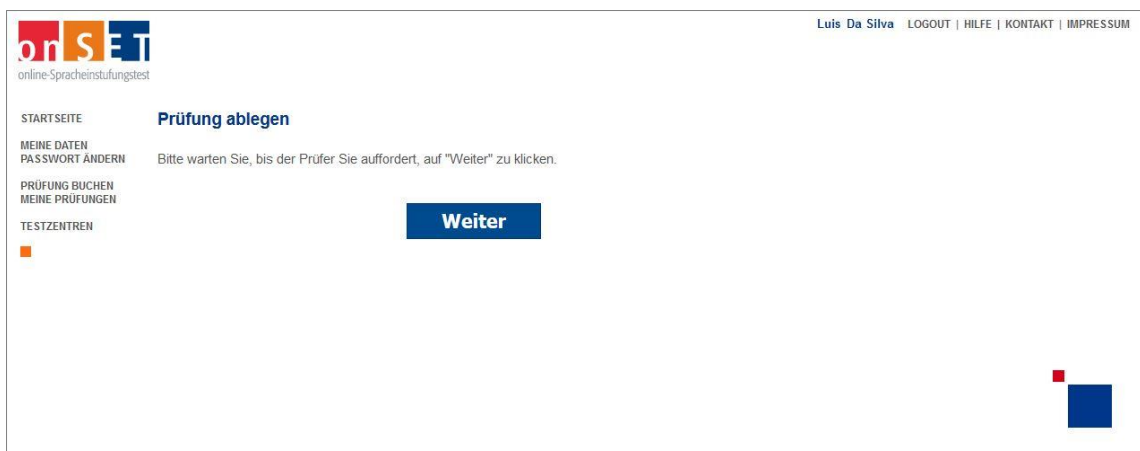 Luis Da Silva LOGOUT | HILFE | KONTAKT | IMPRESSUM
onSET
online-Spracheinstufungstest
STARTSEITE
MEINE DATEN
PASSWORT ÄNDERN
PRÜFUNG BUCHEN
MEINE PRÜFUNGEN
TESTZENTREN
Prüfung ablegen
Bitte warten Sie, bis der Prüfer Sie auffordert, auf "Weiter" zu klicken.
Weiter